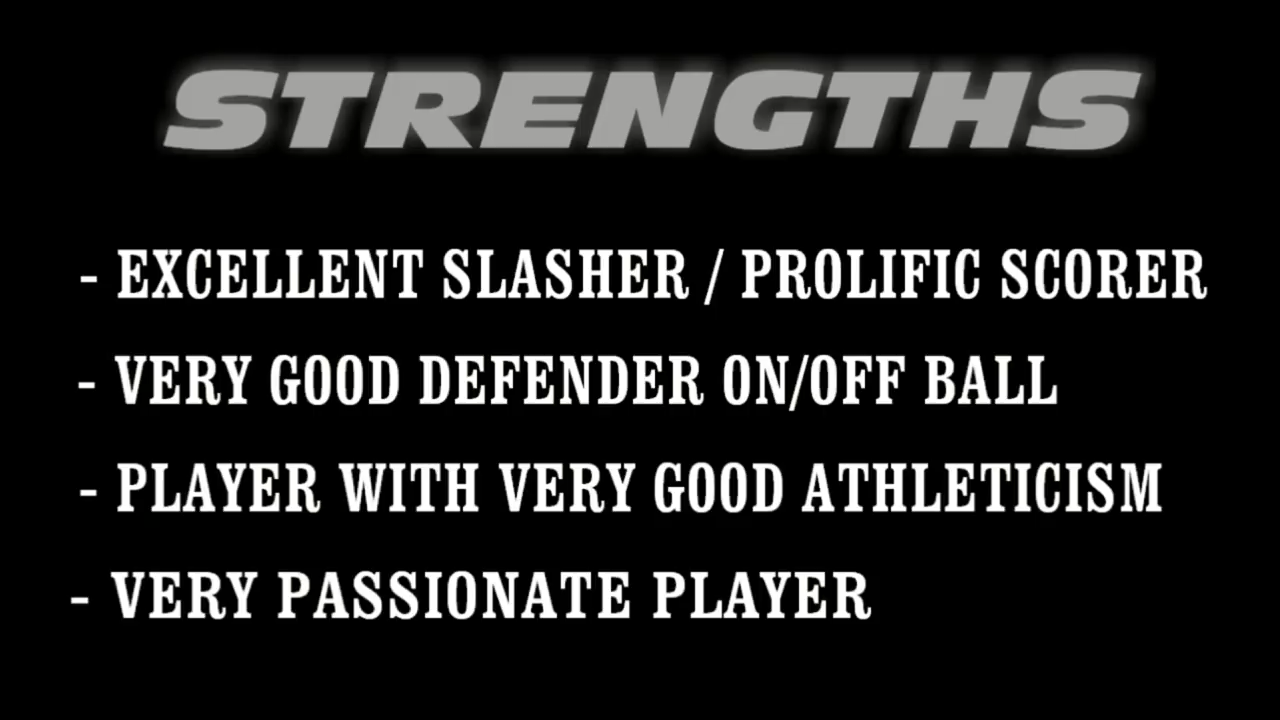 STRENGTHS
- EXCELLENT SLASHER / PROLIFIC SCORER
- VERY GOOD DEFENDER ON/OFF BALL
- PLAYER WITH VERY GOOD ATHLETICISM
- VERY PASSIONATE PLAYER